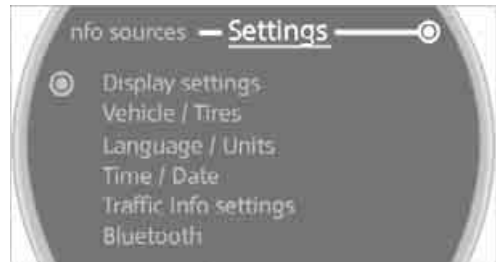 nfo sources Settings
Display settings
Vehicle / Tires
Language / Units
Time / Date
Traffic Info settings
Bluetooth